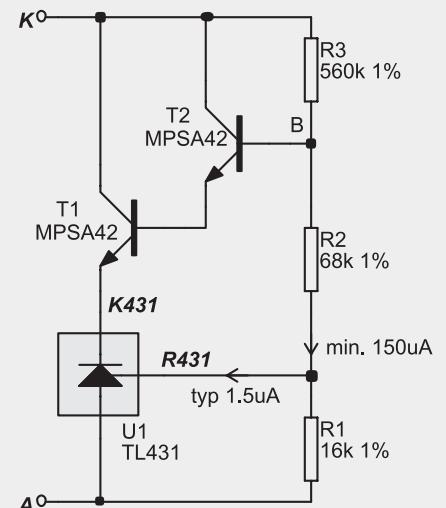 K
R3
560k 1%
T2
MPSA42
B
T1
MPSA42
R2
68k 1%
K431
min. 150uA
R431
typ 1.5uA
U1
TL431
R1
16k 1%
A